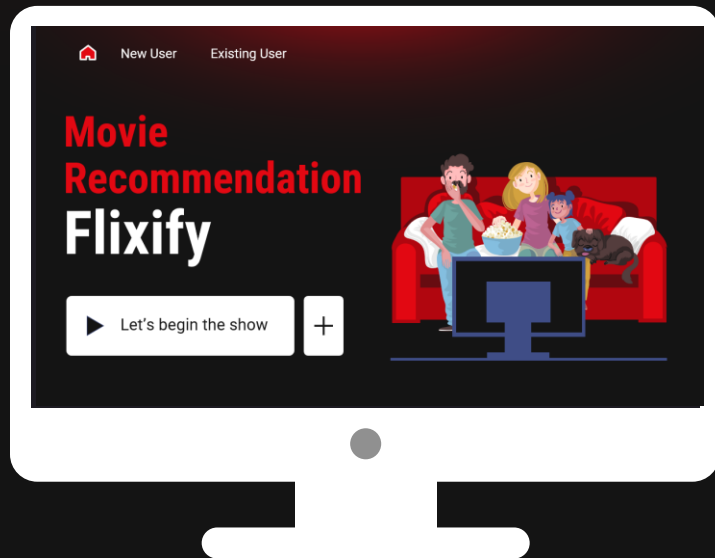 New User Existing User
Movie
Recommendation
Flixify
Let's begin the show